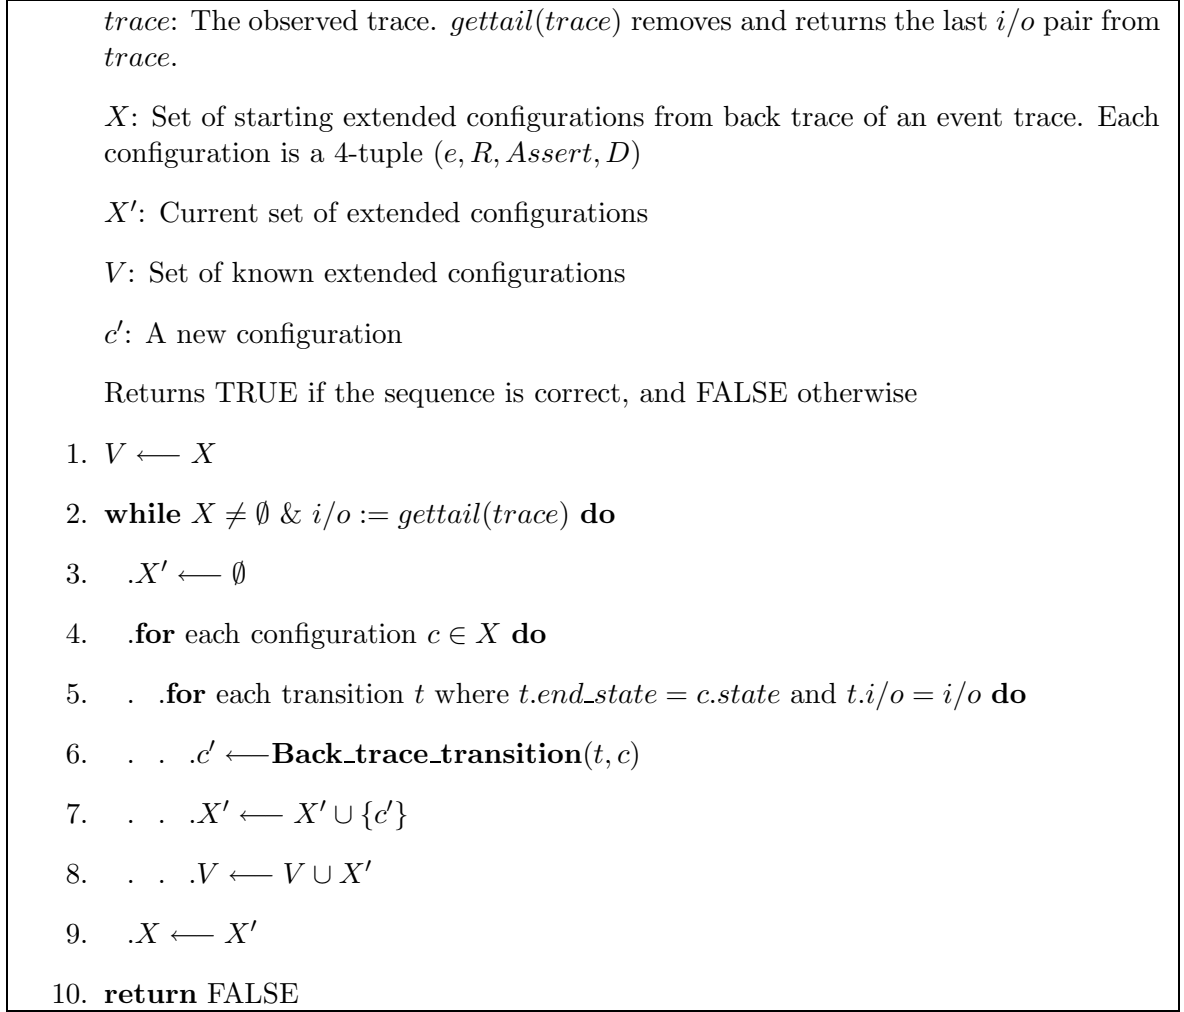 trace: The observed trace. gettail(trace) removes and returns the last i/o pair from
trace.
X: Set of starting extended configurations from back trace of an event trace. Each
configuration is a 4-tuple (e, R, Assert, D)
X′: Current set of extended configurations
V: Set of known extended configurations
c′: A new configuration
Returns TRUE if the sequence is correct, and FALSE otherwise
1. V ⟵ X
2. while X ≠ ∅ & i/o := gettail(trace) do
3. .X′ ⟵ ∅
4. .for each configuration c ∈ X do
5. . .for each transition t where t.end_state = c.state and t.i/o = i/o do
6. . . .c′ ⟵Back_trace_transition(t, c)
7. . . .X′ ⟵ X′ ∪ {c′}
8. . . .V ⟵ V ∪ X′
9. .X ⟵ X′
10. return FALSE